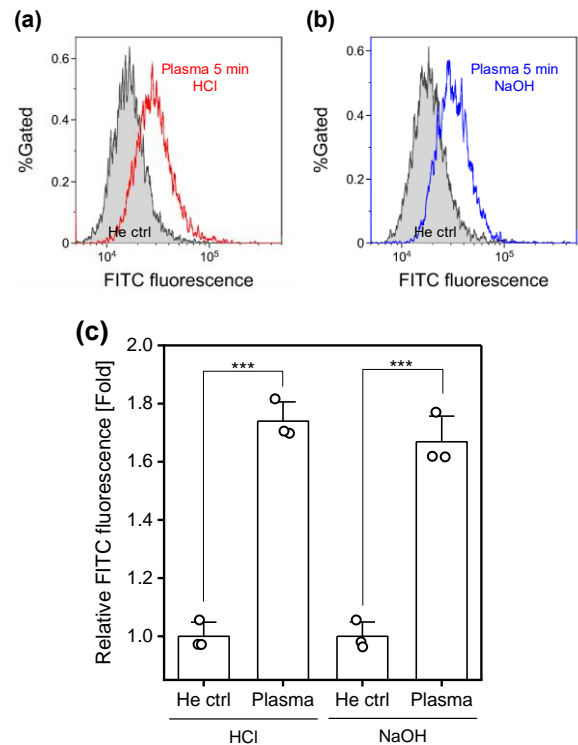 (a)
Plasma 5 min
HCl
%Gated
0.6
0.4
0.2
0
He ctrl
10⁴
10⁵
FITC fluorescence
(b)
Plasma 5 min
NaOH
%Gated
0.6
0.4
0.2
0
He ctrl
10⁴
10⁵
FITC fluorescence
(c)
Relative FITC fluorescence [Fold]
2.0
1.8
1.6
1.4
1.2
1.0
***
***
He ctrl Plasma He ctrl Plasma
HCl NaOH